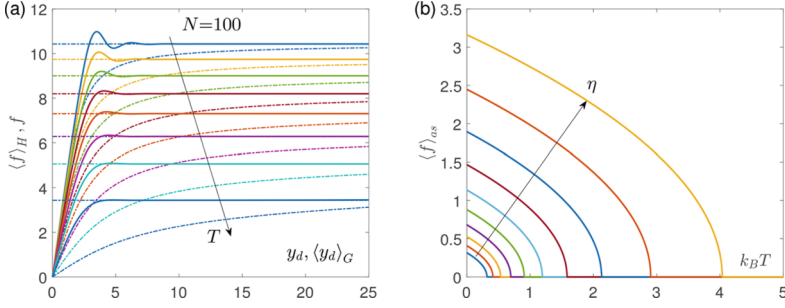 (a)
12
10
8
6
4
2
0
⟨f⟩_H, f
N=100
T
y_d, ⟨y_d⟩_G
0 5 10 15 20 25
(b)
3.5
3
2.5
2
1.5
1
0.5
0
⟨f⟩_as
η
k_BT
0 1 2 3 4 5